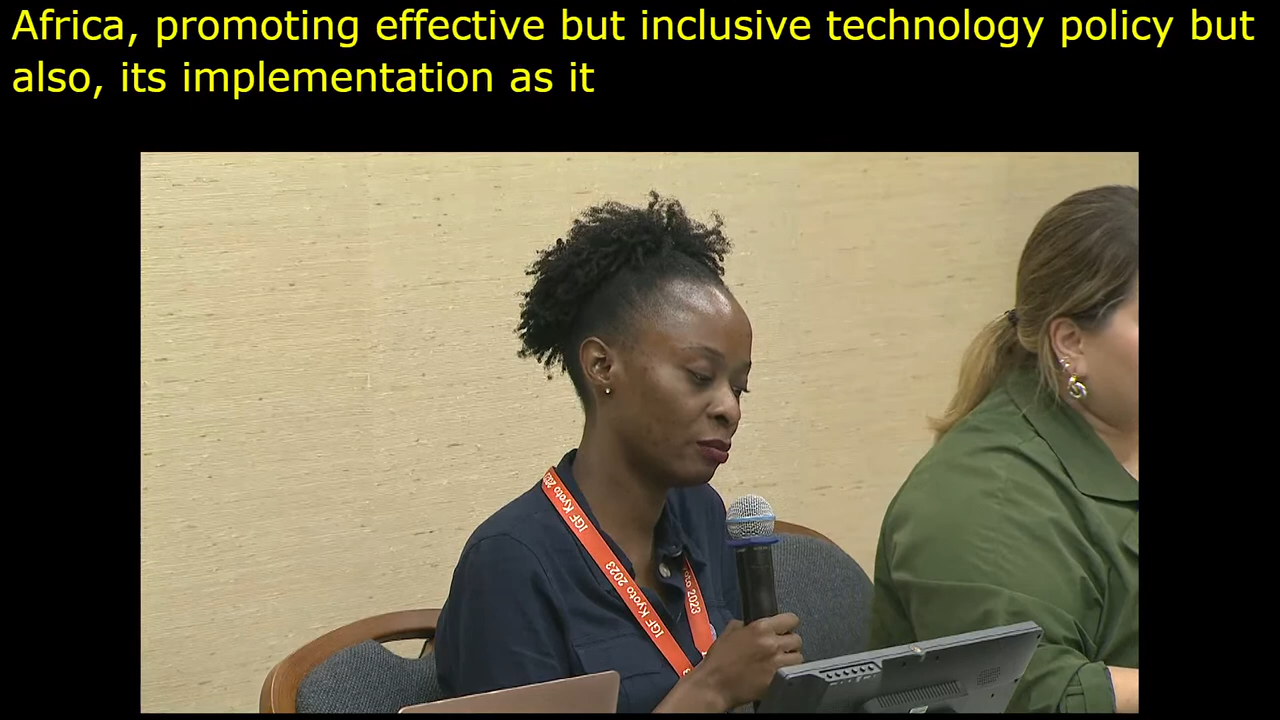 Africa, promoting effective but inclusive technology policy but
also, its implementation as it
IGF Kyoto 2023
IGF Kyoto 2023
2023